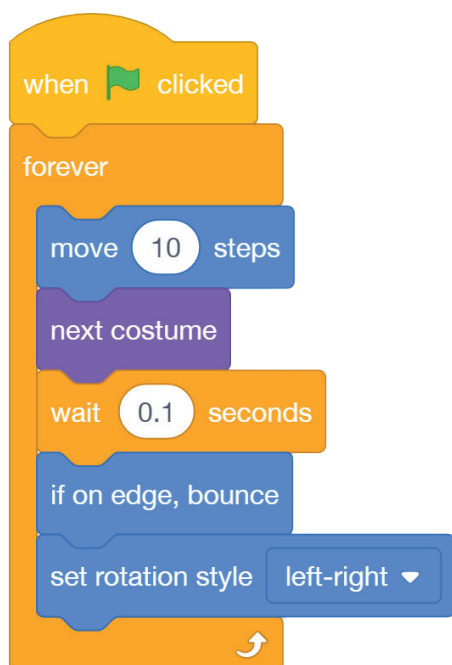 when clicked
forever
move 10 steps
next costume
wait 0.1 seconds
if on edge, bounce
set rotation style left-right